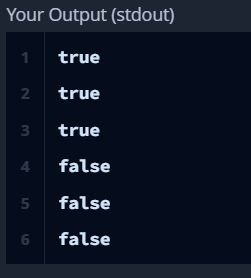 Your Output (stdout)
1 true
2 true
3 true
4 false
5 false
6 false